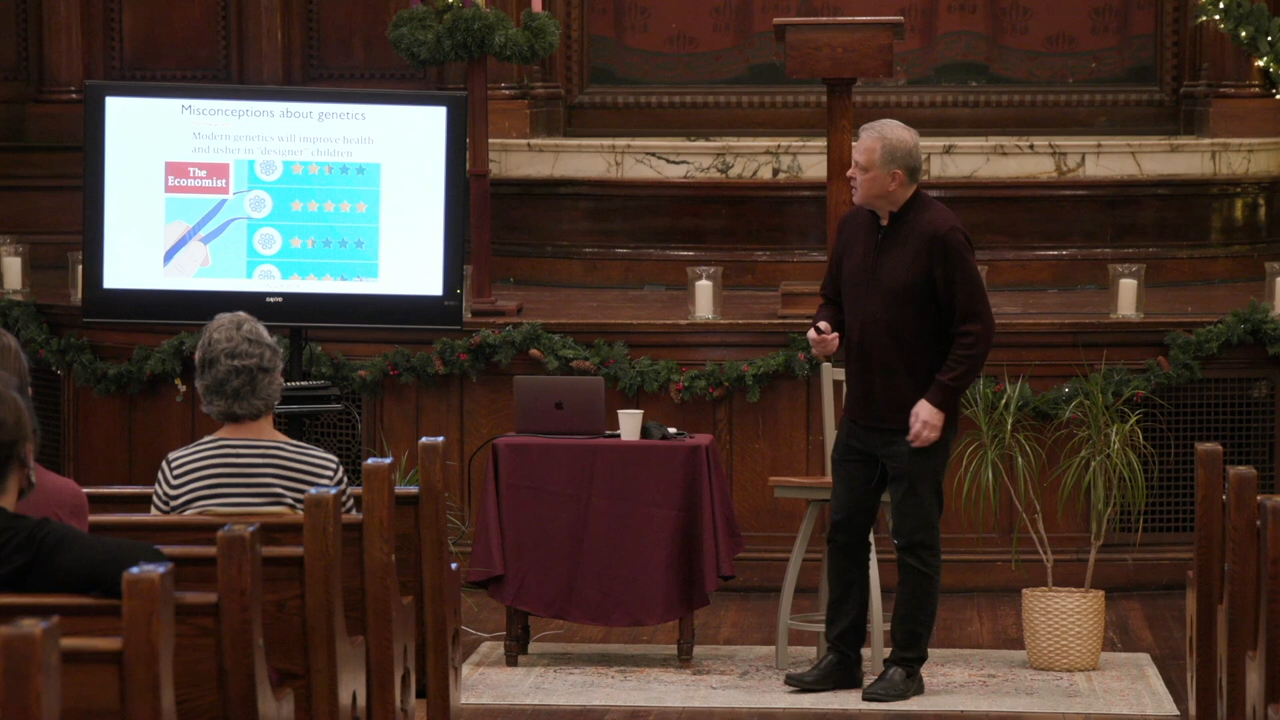 Misconceptions about genetics
Modern genetics will improve health
and usher in "designer" children
The
Economist